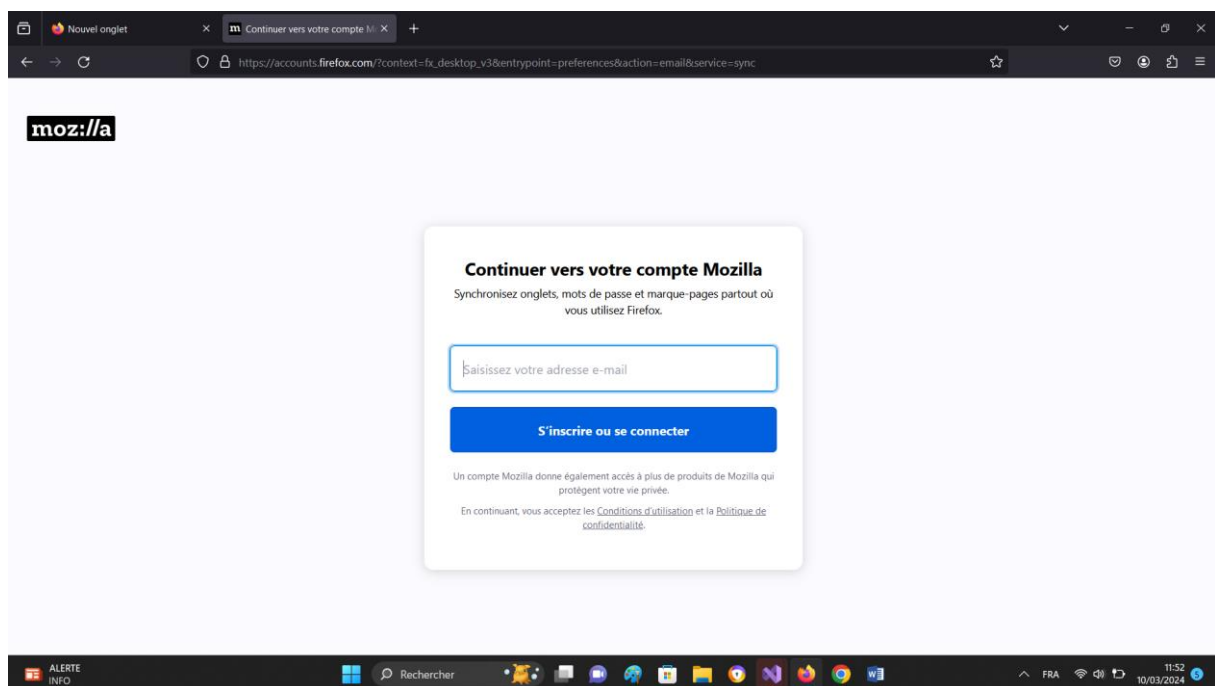 Nouvel onglet
Continuer vers votre compte M
https://accounts.firefox.com/?context=fx_desktop_v3&entrypoint=preferences&action=email&service=sync
moz://a
Continuer vers votre compte Mozilla
Synchronisez onglets, mots de passe et marque-pages partout où
vous utilisez Firefox.
Saisissez votre adresse e-mail
S'inscrire ou se connecter
Un compte Mozilla donne également accès à plus de produits de Mozilla qui
protègent votre vie privée.
En continuant, vous acceptez les Conditions d'utilisation et la Politique de
confidentialité.
ALERTE
INFO
Rechercher
FRA
11:52
10/03/2024
5